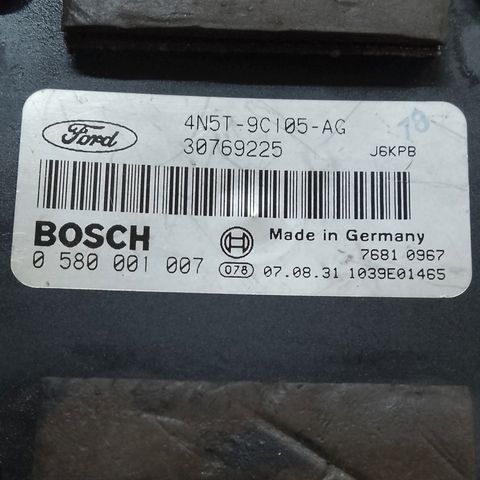 Ford
4N5T-9C105-AG
78
30769225
J6KPB
BOSCH
Made in Germany
7681 0967
0 580 001 007
078
07.08.31 1039E01465